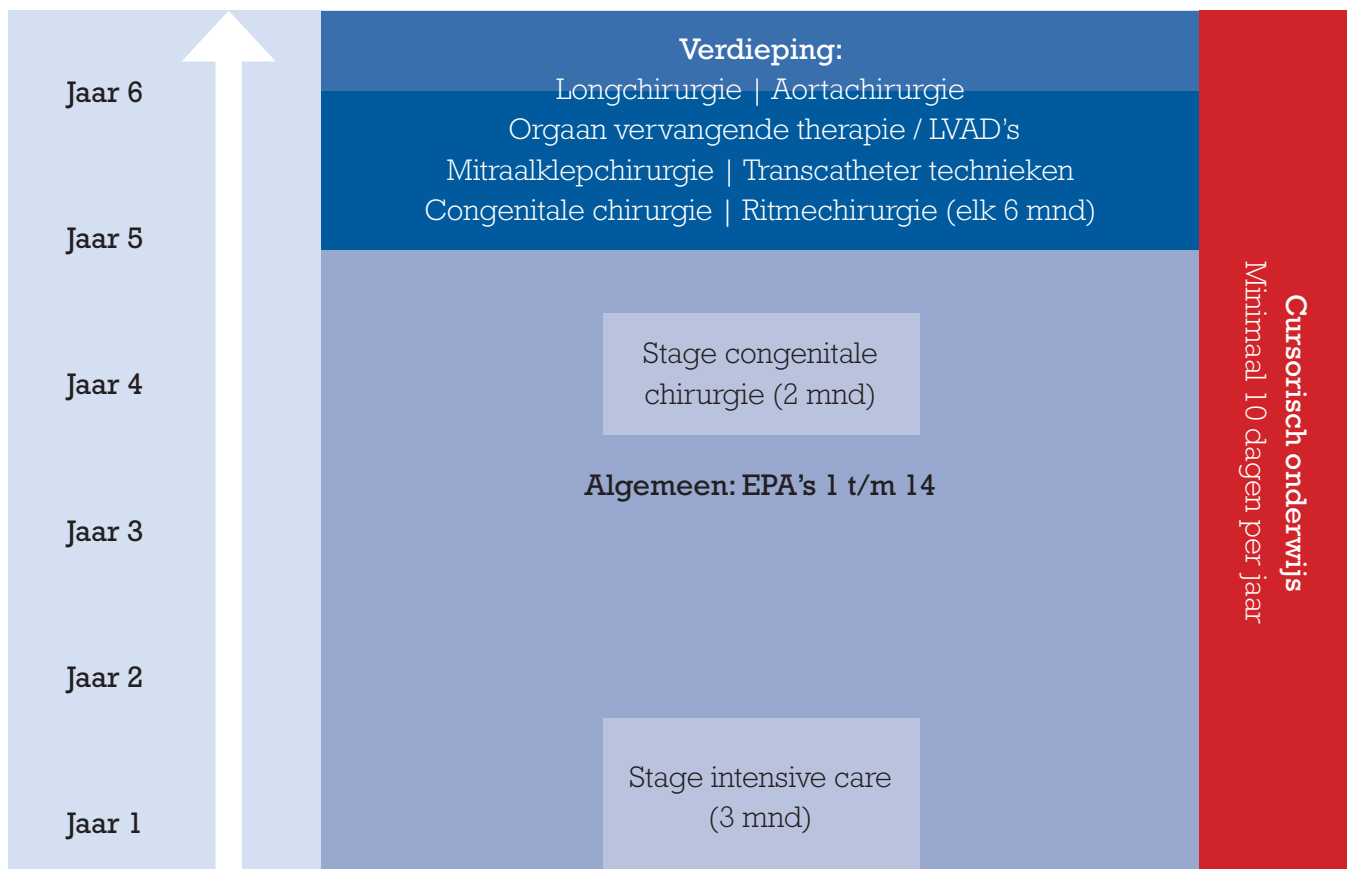 Jaar 6
Jaar 5
Jaar 4
Jaar 3
Jaar 2
Jaar 1
Verdieping:
Longchirurgie | Aortachirurgie
Orgaan vervangende therapie / LVAD’s
Mitraalklepchirurgie | Transcatheter technieken
Congenitale chirurgie | Ritmechirurgie (elk 6 mnd)
Stage congenitale
chirurgie (2 mnd)
Algemeen: EPA’s 1 t/m 14
Stage intensive care
(3 mnd)
Cursorisch onderwijs
Minimaal 10 dagen per jaar